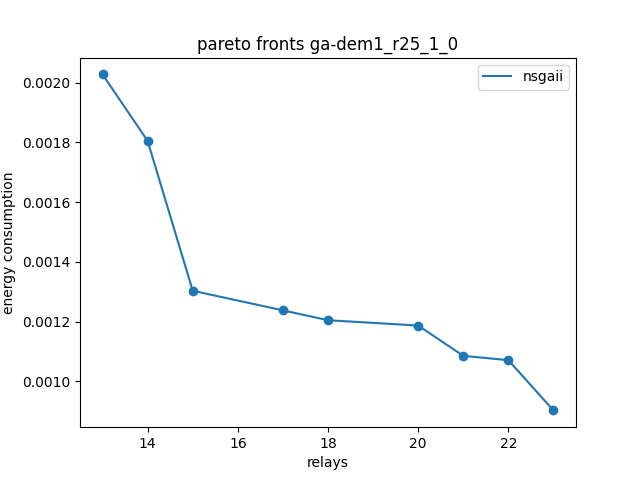 pareto fronts ga-dem1_r25_1_0
nsgaii
energy consumption
0.0020
0.0018
0.0016
0.0014
0.0012
0.0010
14 16 18 20 22
relays